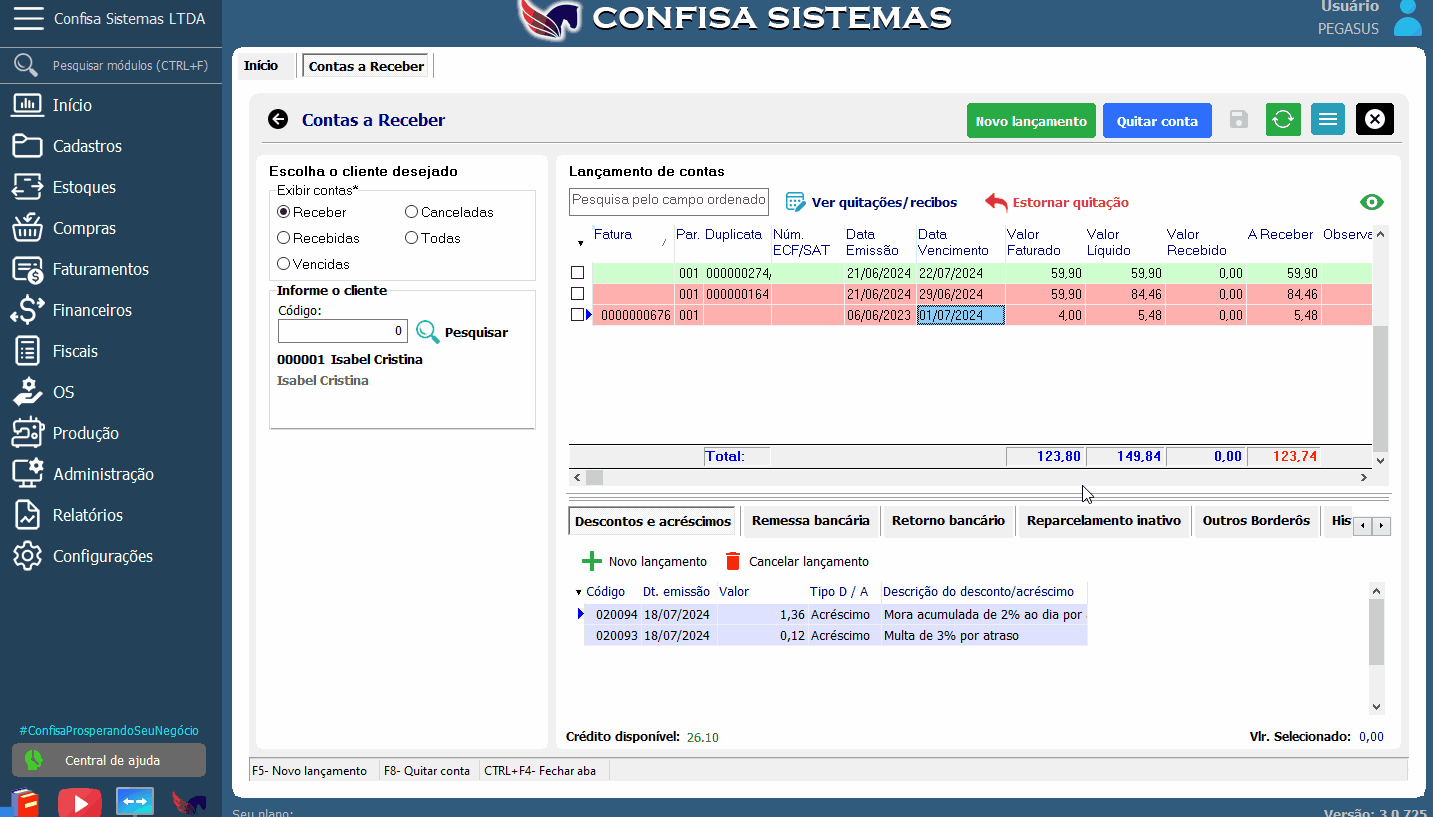 Confisa Sistemas LTDA
CONFISA SISTEMAS
Usuário
PEGASUS
Pesquisar módulos (CTRL+F)
Início
Cadastros
Estoques
Compras
Faturamentos
Financeiros
Fiscais
OS
Produção
Administração
Relatórios
Configurações
#ConfisaProsperandoSeuNegócio
Central de ajuda
Início
Contas a Receber
Contas a Receber
Novo lançamento
Quitar conta
Escolha o cliente desejado
Exibir contas*
Receber
Canceladas
Recebidas
Todas
Vencidas
Informe o cliente
Código:
0
Pesquisar
000001 Isabel Cristina
Isabel Cristina
Lançamento de contas
Pesquisa pelo campo ordenado
Ver quitações/recibos
Estornar quitação
Fatura / Par. Duplicata Núm. ECF/SAT Data Emissão Data Vencimento Valor Faturado Valor Líquido Valor Recebido A Receber Observa
001 000000274/ 21/06/2024 22/07/2024 59,90 59,90 0,00 59,90
001 000000164 21/06/2024 29/06/2024 59,90 84,46 0,00 84,46
0000000676 001 06/06/2023 01/07/2024 4,00 5,48 0,00 5,48
Total: 123,80 149,84 0,00 123,74
Descontos e acréscimos
Remessa bancária
Retorno bancário
Reparcelamento inativo
Outros Borderôs
His
Novo lançamento
Cancelar lançamento
Código Dt. emissão Valor Tipo D / A Descrição do desconto/acréscimo
020094 18/07/2024 1,36 Acréscimo Mora acumulada de 2% ao dia por
020093 18/07/2024 0,12 Acréscimo Multa de 3% por atraso
Crédito disponível: 26.10
Vlr. Selecionado: 0,00
F5- Novo lançamento
F8- Quitar conta
CTRL+F4- Fechar aba
Seu plano:
Versão: 3.0.725